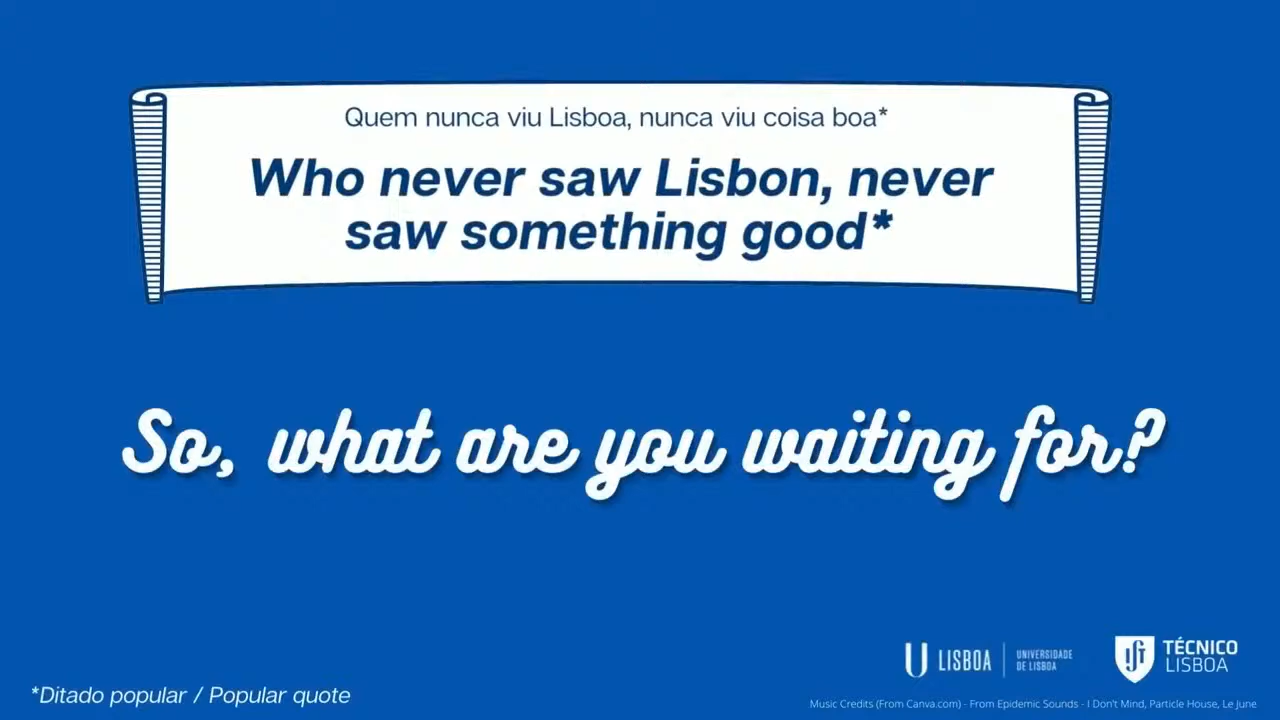 Quem nunca viu Lisboa, nunca viu coisa boa*
Who never saw Lisbon, never
saw something good*
So, what are you waiting for?
U LISBOA
UNIVERSIDADE
DE LISBOA
TÉCNICO
LISBOA
*Ditado popular / Popular quote
Music Credits (From Canva.com) - From Epidemic Sounds - I Don't Mind, Particle House, Le June